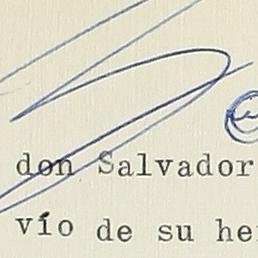 don Salvador
vío de su he